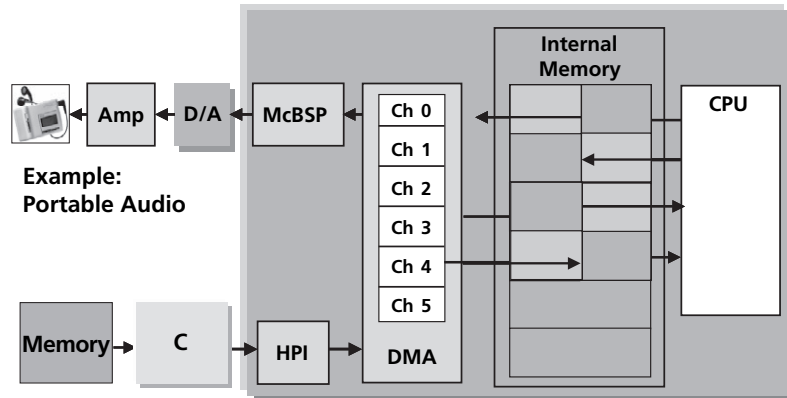 Internal
Memory
CPU
Amp
D/A
McBSP
Ch 0
Ch 1
Ch 2
Ch 3
Ch 4
Ch 5
DMA
Example:
Portable Audio
Memory
C
HPI